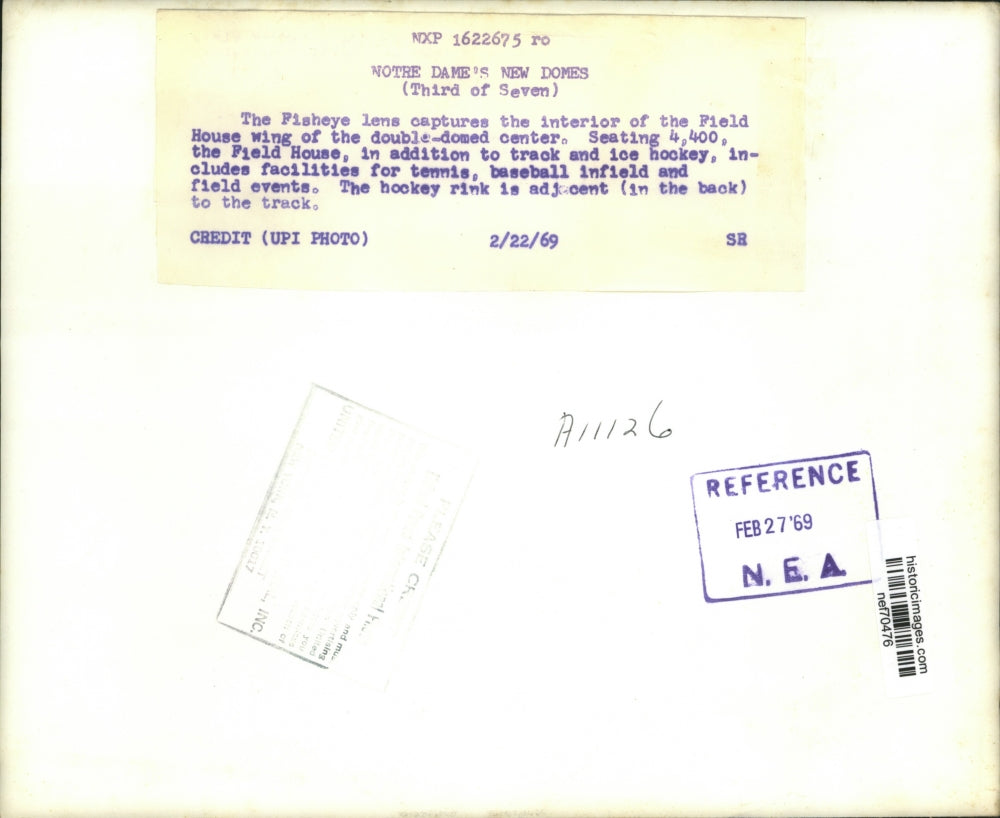 NXP 1622675 ro
NOTRE DAME'S NEW DOMES
(Third of Seven)
The Fisheye lens captures the interior of the Field
House wing of the double-domed center. Seating 4,400,
the Field House, in addition to track and ice hockey, in-
cludes facilities for tennis, baseball infield and
field events. The hockey rink is adjacent (in the back)
to the track.
CREDIT (UPI PHOTO) 2/22/69 SR
A11126
REFERENCE
FEB 27 '69
N. E. A.
historicimages.com
nef70476
PLEASE
INC.
10017